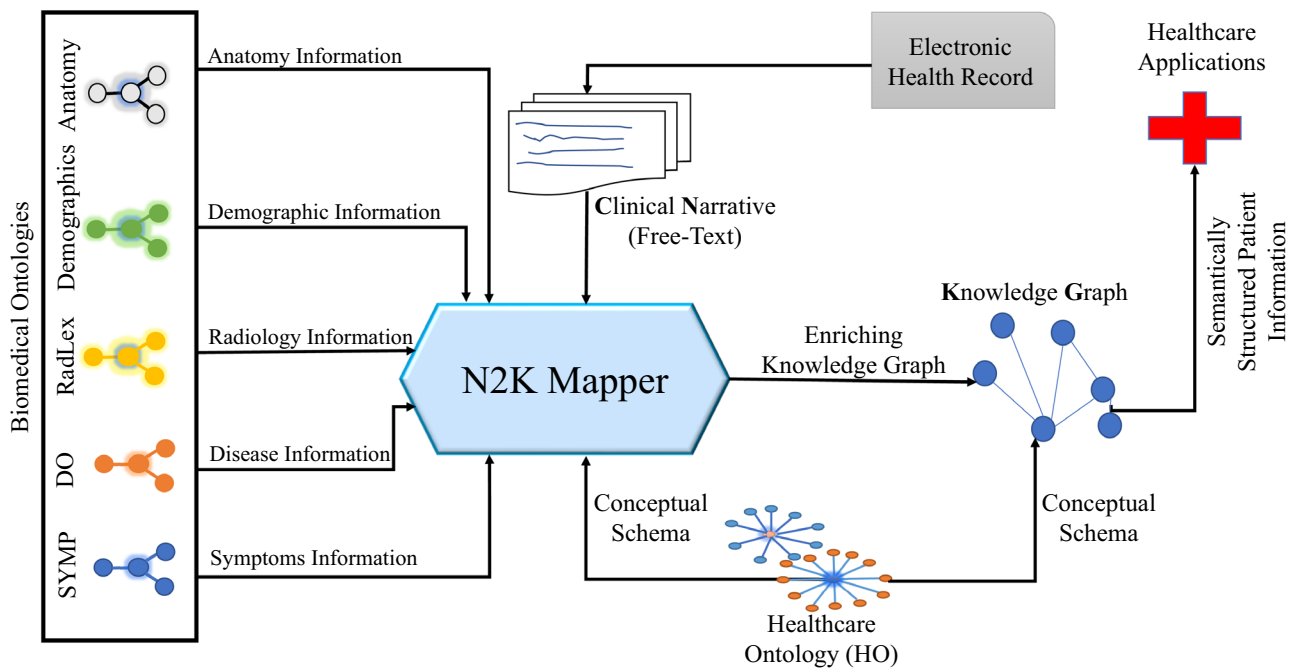 Biomedical Ontologies
Anatomy
Demographics
RadLex
DO
SYMP
Anatomy Information
Demographic Information
Radiology Information
Disease Information
Symptoms Information
Electronic
Health Record
Clinical Narrative
(Free-Text)
N2K Mapper
Enriching
Knowledge Graph
Knowledge Graph
Conceptual
Schema
Conceptual
Schema
Healthcare
Ontology (HO)
Healthcare
Applications
Semantically
Structured Patient
Information